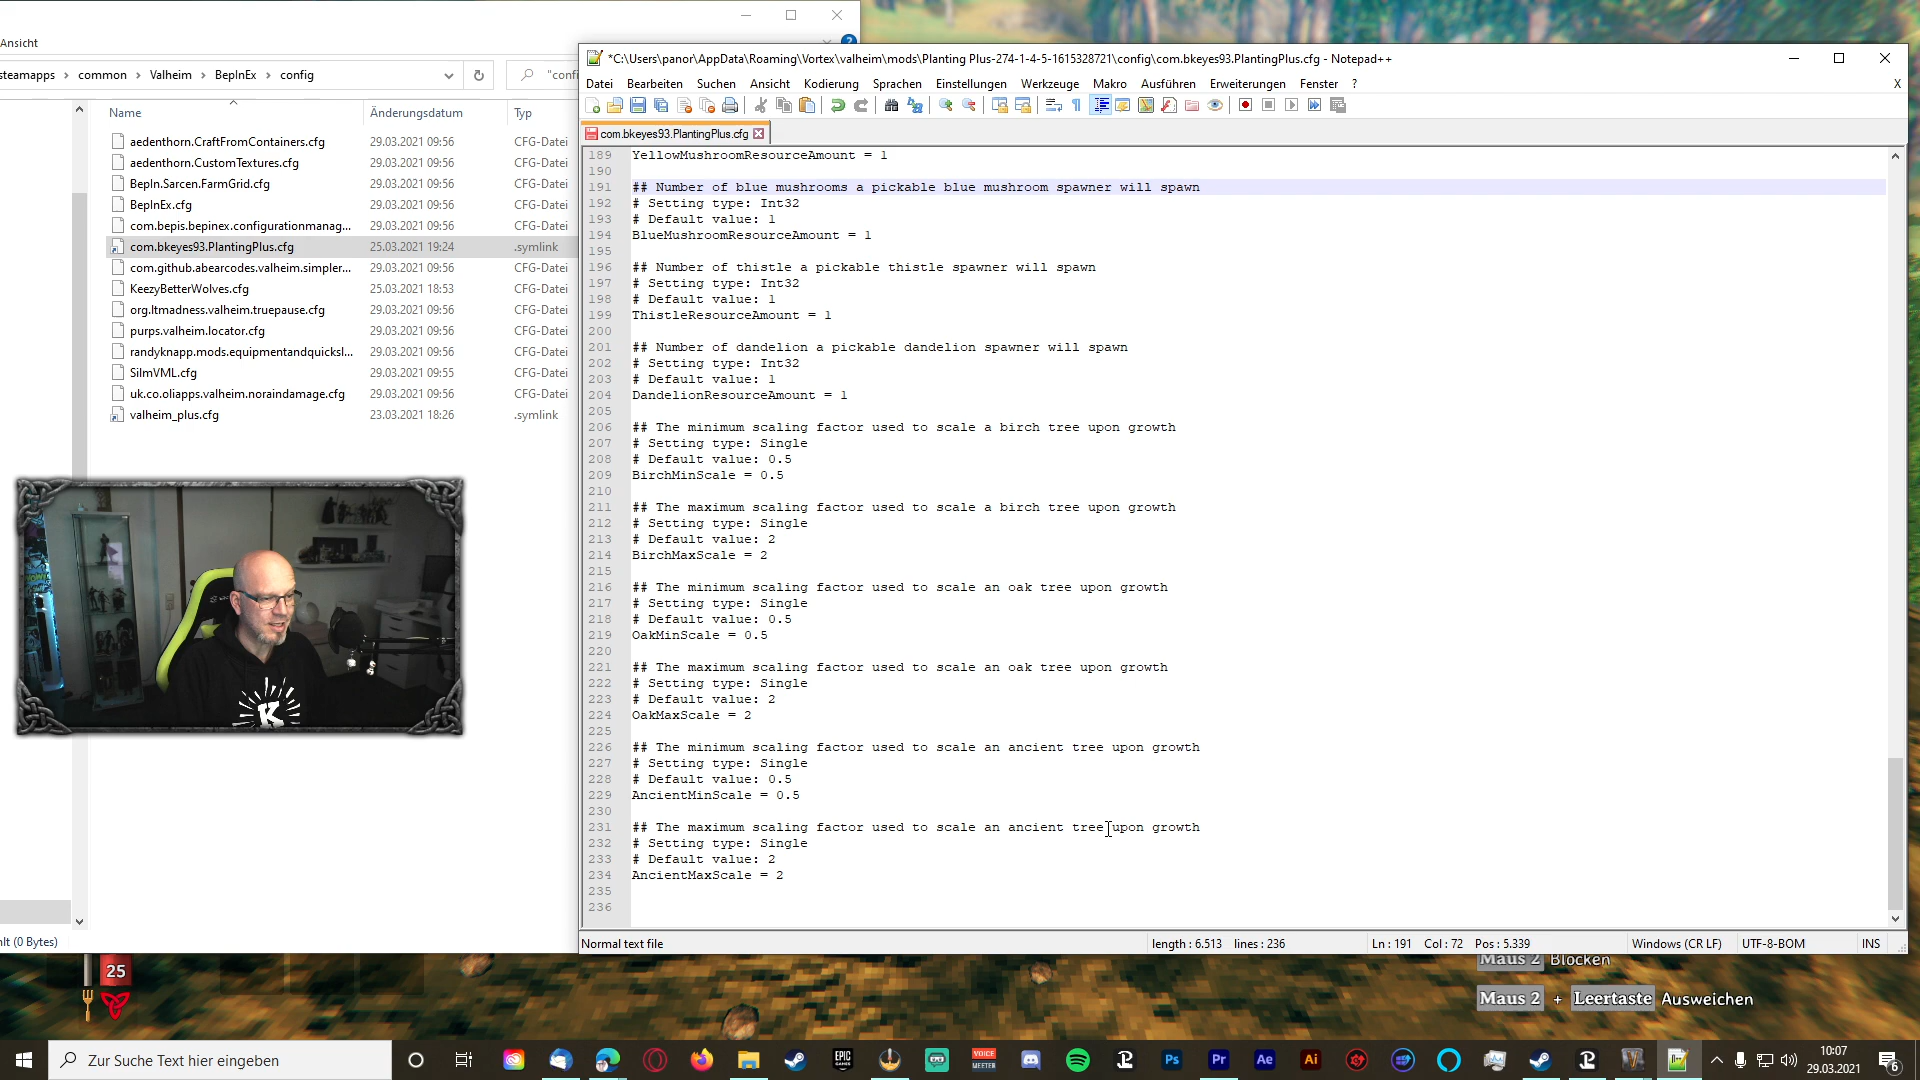 Ansicht
steamapps › common › Valheim › BepInEx › config
"confi
Name Änderungsdatum Typ
aedenthorn.CraftFromContainers.cfg 29.03.2021 09:56 CFG-Datei
aedenthorn.CustomTextures.cfg 29.03.2021 09:56 CFG-Datei
BepIn.Sarcen.FarmGrid.cfg 29.03.2021 09:56 CFG-Datei
BepInEx.cfg 29.03.2021 09:56 CFG-Datei
com.bepis.bepinex.configurationmanag... 29.03.2021 09:56 CFG-Datei
com.bkeyes93.PlantingPlus.cfg 25.03.2021 19:24 .symlink
com.github.abearcodes.valheim.simpler... 29.03.2021 09:56 CFG-Datei
KeezyBetterWolves.cfg 25.03.2021 18:53 CFG-Datei
org.ltmadness.valheim.truepause.cfg 29.03.2021 09:56 CFG-Datei
purps.valheim.locator.cfg 29.03.2021 09:56 CFG-Datei
randyknapp.mods.equipmentandquicksl... 29.03.2021 09:56 CFG-Datei
SilmVML.cfg 29.03.2021 09:55 CFG-Datei
uk.co.oliapps.valheim.noraindamage.cfg 29.03.2021 09:56 CFG-Datei
valheim_plus.cfg 23.03.2021 18:26 .symlink
hlt (0 Bytes)
*C:\Users\panor\AppData\Roaming\Vortex\valheim\mods\Planting Plus-274-1-4-5-1615328721\config\com.bkeyes93.PlantingPlus.cfg - Notepad++
Datei Bearbeiten Suchen Ansicht Kodierung Sprachen Einstellungen Werkzeuge Makro Ausführen Erweiterungen Fenster ? X
com.bkeyes93.PlantingPlus.cfg
189 YellowMushroomResourceAmount = 1
190
191 ## Number of blue mushrooms a pickable blue mushroom spawner will spawn
192 # Setting type: Int32
193 # Default value: 1
194 BlueMushroomResourceAmount = 1
195
196 ## Number of thistle a pickable thistle spawner will spawn
197 # Setting type: Int32
198 # Default value: 1
199 ThistleResourceAmount = 1
200
201 ## Number of dandelion a pickable dandelion spawner will spawn
202 # Setting type: Int32
203 # Default value: 1
204 DandelionResourceAmount = 1
205
206 ## The minimum scaling factor used to scale a birch tree upon growth
207 # Setting type: Single
208 # Default value: 0.5
209 BirchMinScale = 0.5
210
211 ## The maximum scaling factor used to scale a birch tree upon growth
212 # Setting type: Single
213 # Default value: 2
214 BirchMaxScale = 2
215
216 ## The minimum scaling factor used to scale an oak tree upon growth
217 # Setting type: Single
218 # Default value: 0.5
219 OakMinScale = 0.5
220
221 ## The maximum scaling factor used to scale an oak tree upon growth
222 # Setting type: Single
223 # Default value: 2
224 OakMaxScale = 2
225
226 ## The minimum scaling factor used to scale an ancient tree upon growth
227 # Setting type: Single
228 # Default value: 0.5
229 AncientMinScale = 0.5
230
231 ## The maximum scaling factor used to scale an ancient tree upon growth
232 # Setting type: Single
233 # Default value: 2
234 AncientMaxScale = 2
235
236
Normal text file length : 6.513 lines : 236 Ln : 191 Col : 72 Pos : 5.339 Windows (CR LF) UTF-8-BOM INS
25
Maus 2 Blocken
Maus 2 + Leertaste Ausweichen
Zur Suche Text hier eingeben
EPIC GAMES
VOICE MEETER
Ps Pr Ae Ai
10:07
29.03.2021
6